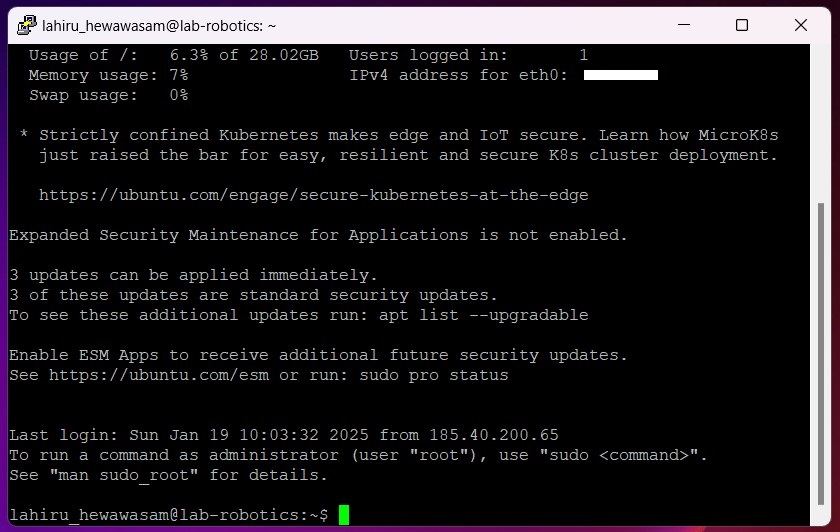 lahiru_hewawasam@lab-robotics: ~
Usage of /: 6.3% of 28.02GB Users logged in: 1
Memory usage: 7% IPv4 address for eth0:
Swap usage: 0%
* Strictly confined Kubernetes makes edge and IoT secure. Learn how MicroK8s
just raised the bar for easy, resilient and secure K8s cluster deployment.
https://ubuntu.com/engage/secure-kubernetes-at-the-edge
Expanded Security Maintenance for Applications is not enabled.
3 updates can be applied immediately.
3 of these updates are standard security updates.
To see these additional updates run: apt list --upgradable
Enable ESM Apps to receive additional future security updates.
See https://ubuntu.com/esm or run: sudo pro status
Last login: Sun Jan 19 10:03:32 2025 from 185.40.200.65
To run a command as administrator (user "root"), use "sudo <command>".
See "man sudo_root" for details.
lahiru_hewawasam@lab-robotics:~$